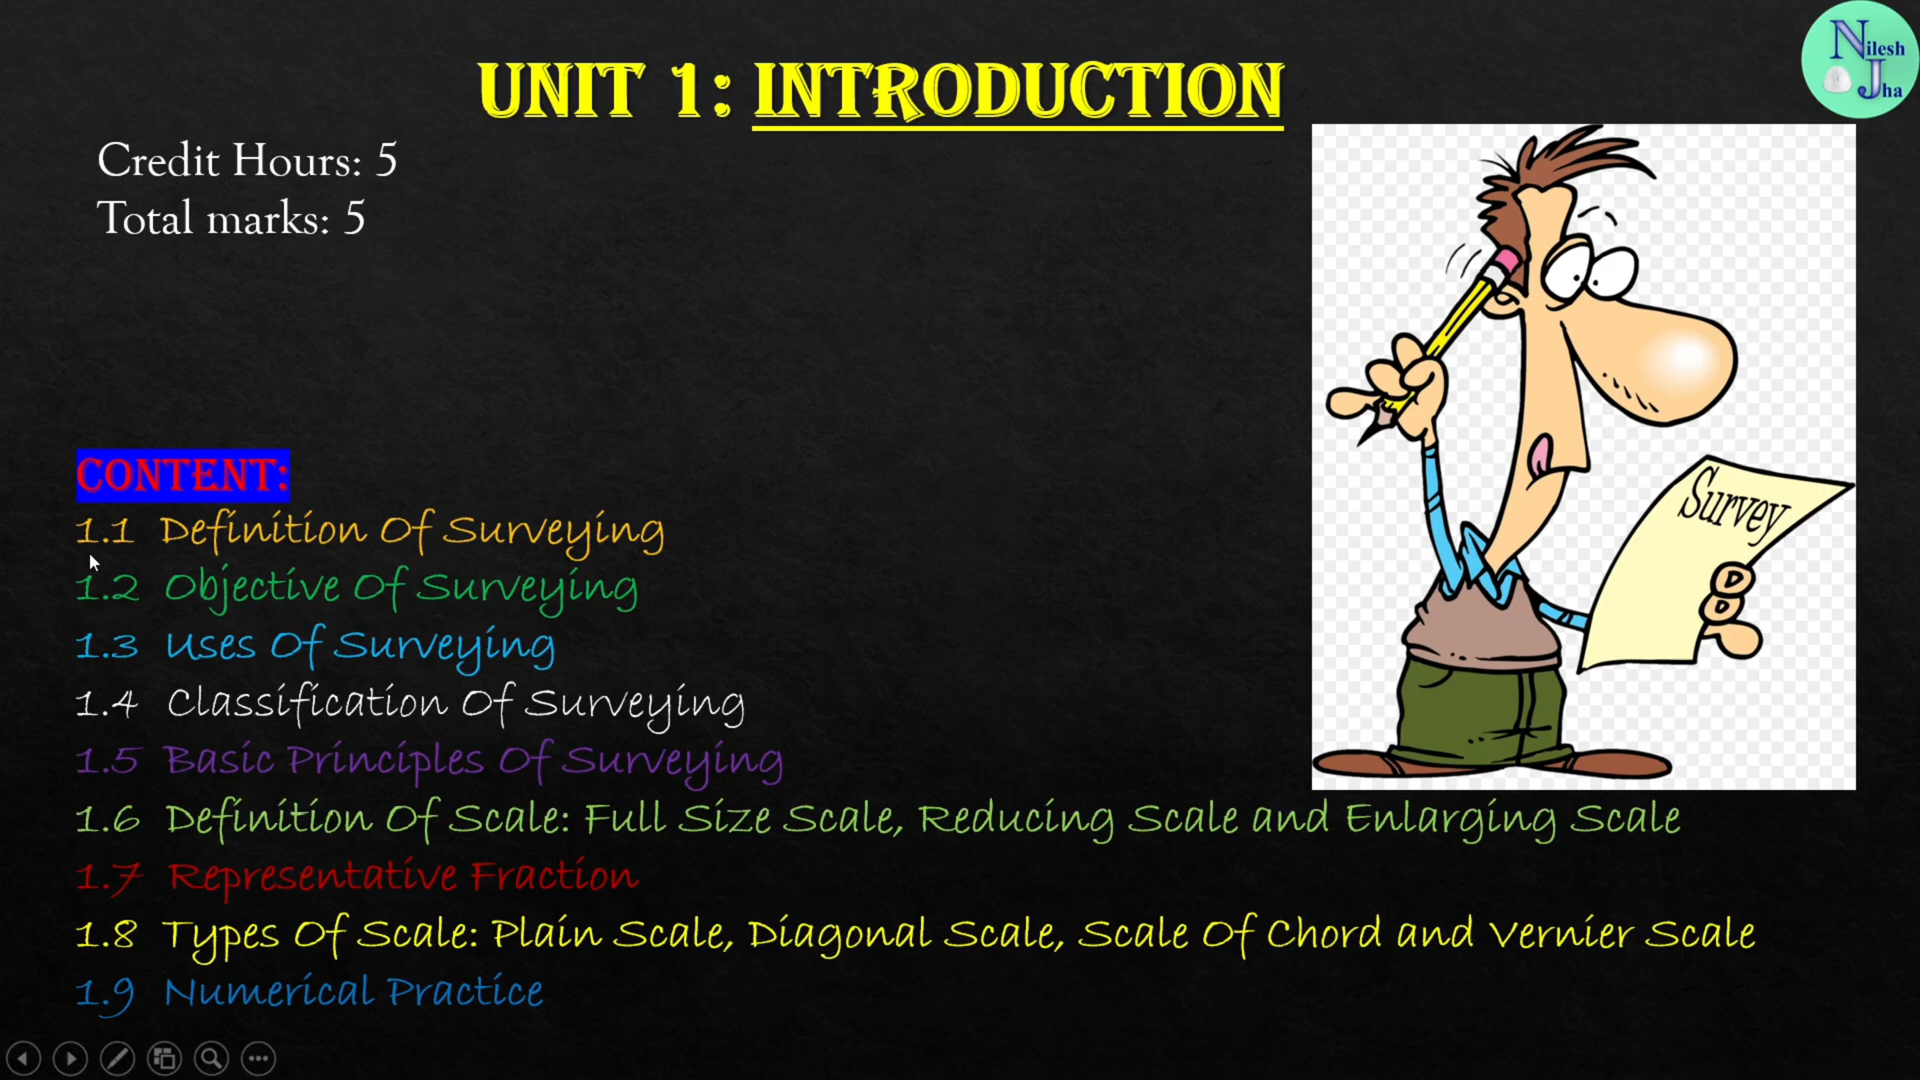 UNIT 1: INTRODUCTION
Nilesh
Jha
Credit Hours: 5
Total marks: 5
Survey
CONTENT:
1.1 Definition Of Surveying
1.2 Objective Of Surveying
1.3 Uses Of Surveying
1.4 Classification Of Surveying
1.5 Basic Principles Of Surveying
1.6 Definition Of Scale: Full Size Scale, Reducing Scale and Enlarging Scale
1.7 Representative Fraction
1.8 Types Of Scale: Plain Scale, Diagonal Scale, Scale Of Chord and Vernier Scale
1.9 Numerical Practice